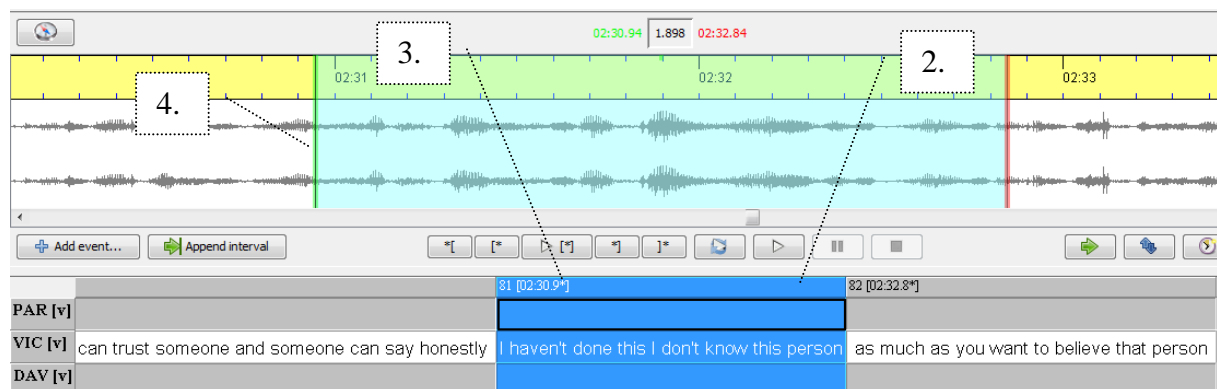 02:30.94 1.898 02:32.84
3.
2.
02:31 02:32 02:33
4.
Add event... Append interval *[ [* [*] *] ]*
81 [02:30.9*] 82 [02:32.8*]
PAR [v]
VIC [v] can trust someone and someone can say honestly I haven't done this I don't know this person as much as you want to believe that person
DAV [v]